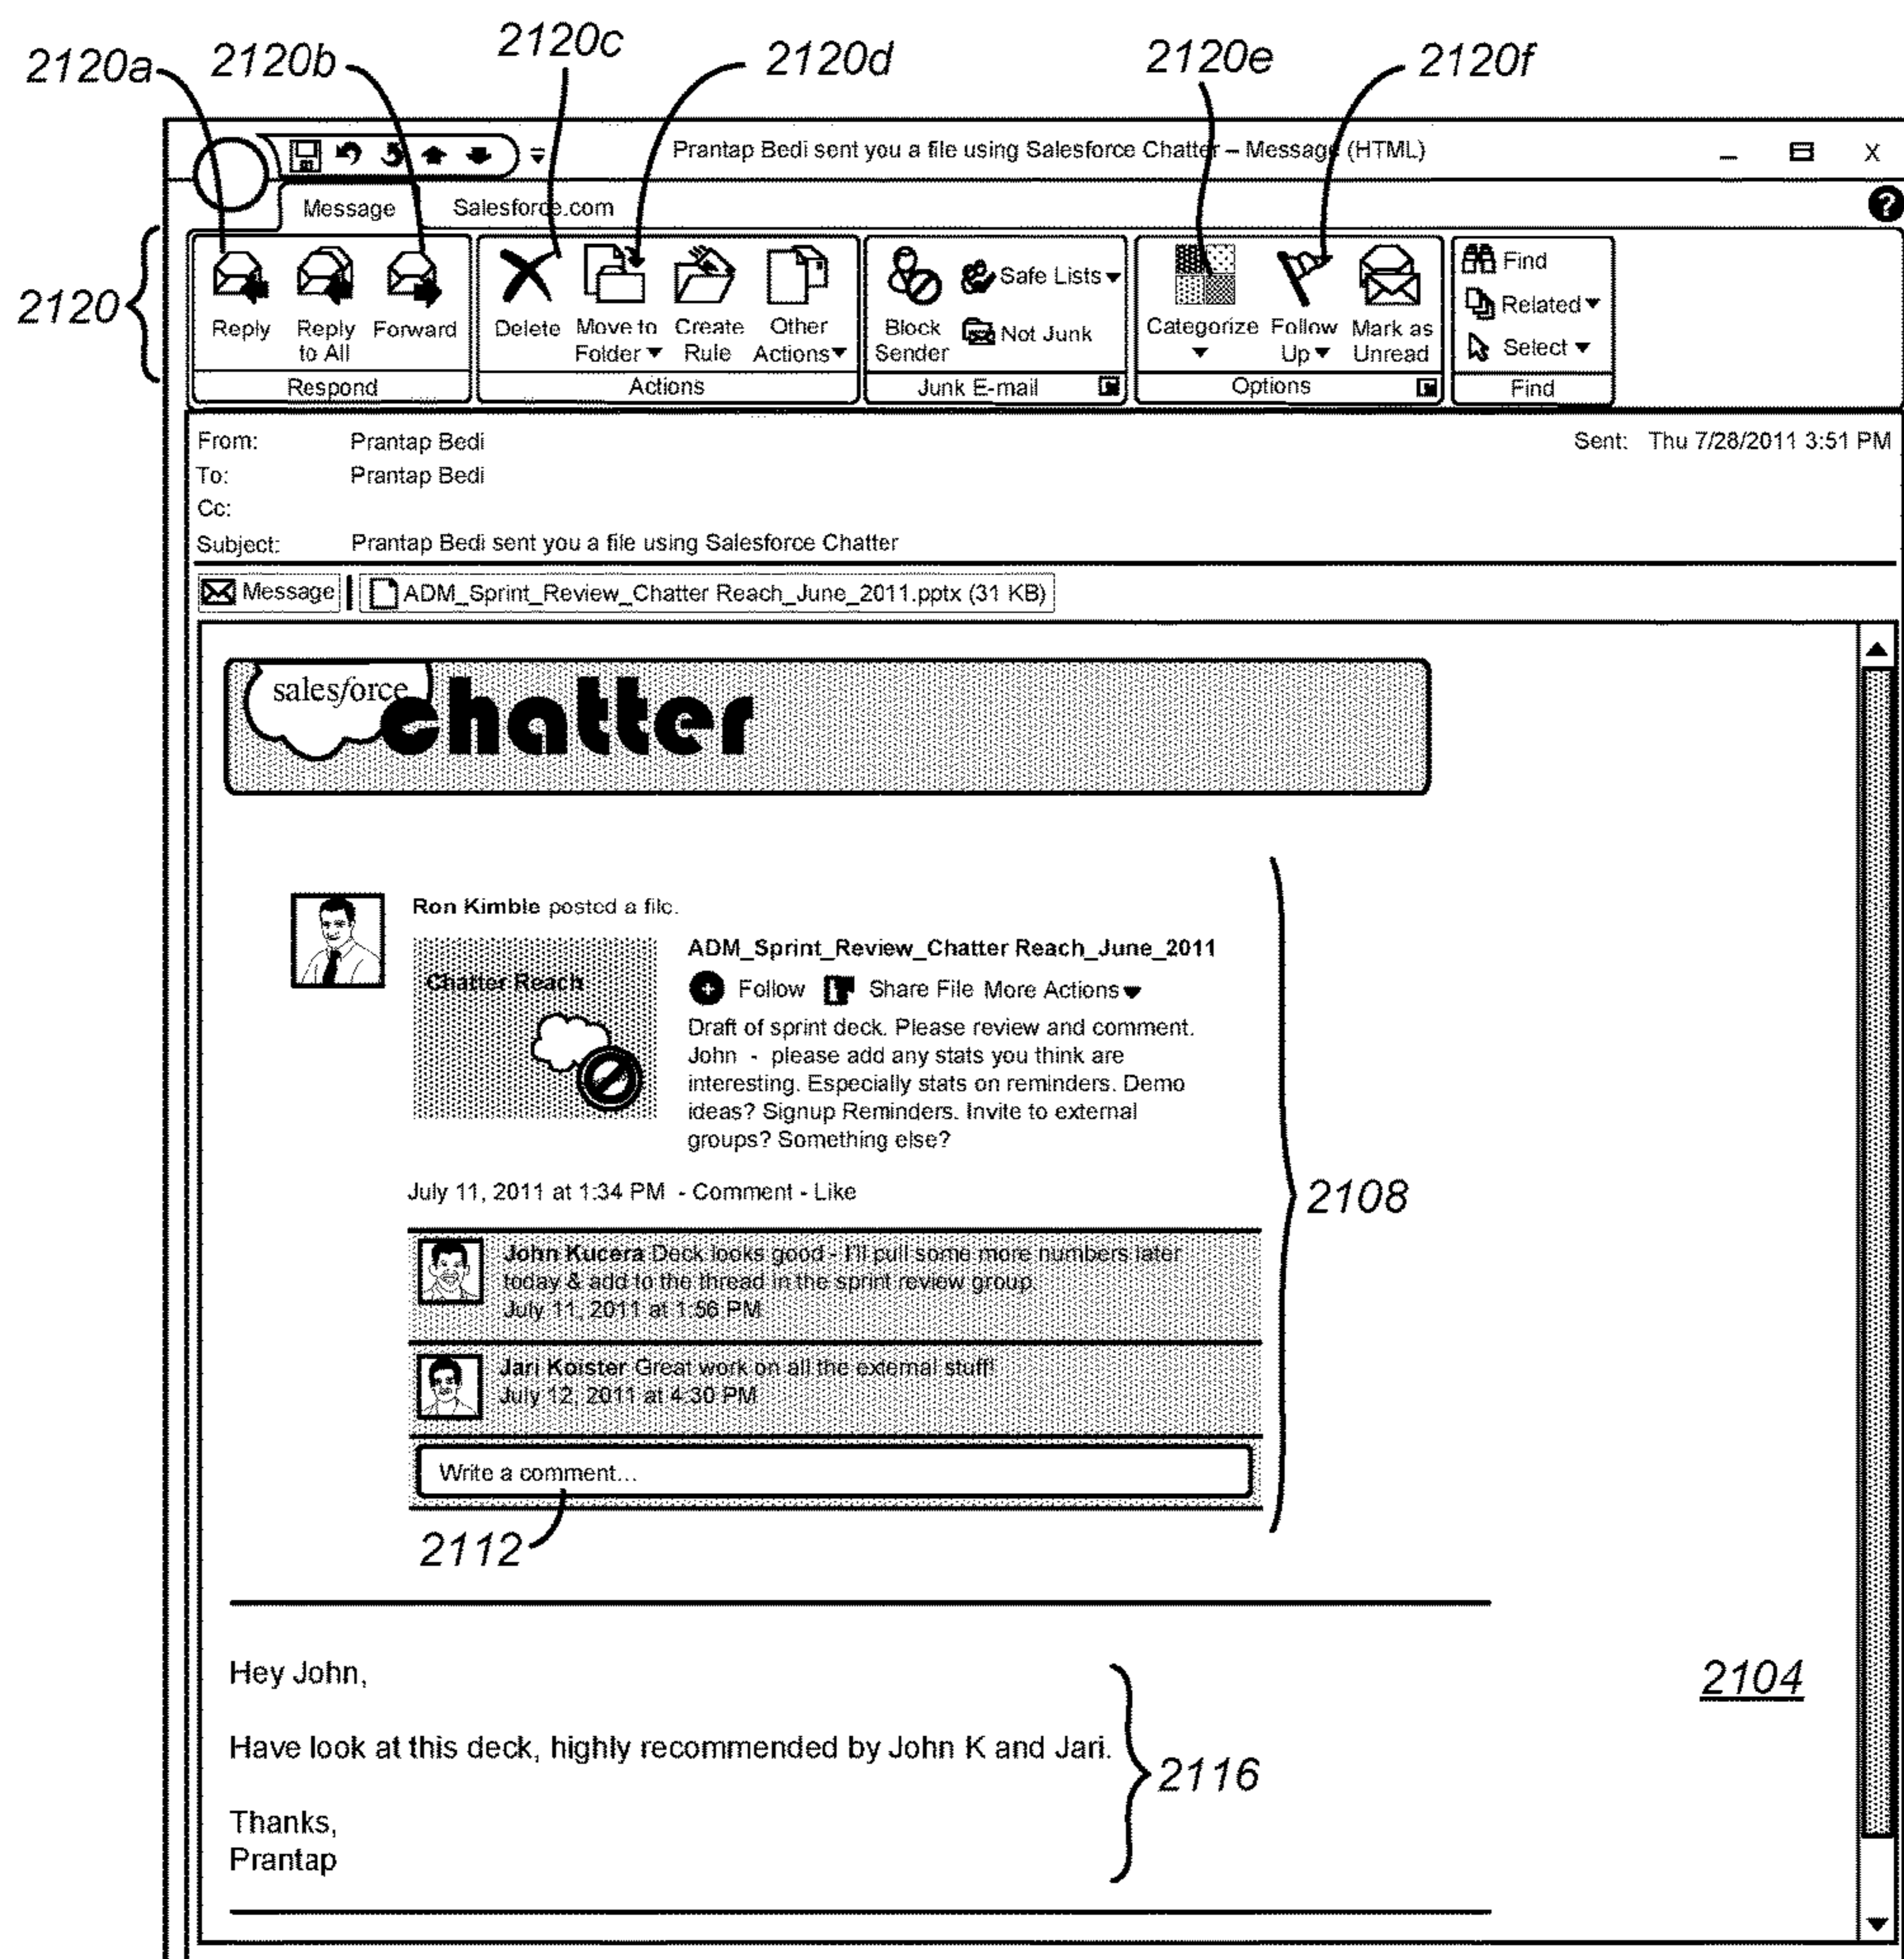 2120a 2120b 2120c 2120d 2120e 2120f
Prantap Bedi sent you a file using Salesforce Chatter – Message (HTML)
X
Message Salesforce.com
?
2120
Reply
Reply to All
Forward
Respond
Delete
Move to Folder
Create Rule
Other Actions
Actions
Block Sender
Safe Lists
Not Junk
Junk E-mail
Categorize
Follow Up
Mark as Unread
Options
Find
Related
Select
Find
From: Prantap Bedi Sent: Thu 7/28/2011 3:51 PM
To: Prantap Bedi
Cc:
Subject: Prantap Bedi sent you a file using Salesforce Chatter
Message ADM_Sprint_Review_Chatter Reach_June_2011.pptx (31 KB)
salesforce
chatter
Ron Kimble posted a file.
Chatter Reach
ADM_Sprint_Review_Chatter Reach_June_2011
Follow Share File More Actions
Draft of sprint deck. Please review and comment.
John - please add any stats you think are
interesting. Especially stats on reminders. Demo
ideas? Signup Reminders. Invite to external
groups? Something else?
July 11, 2011 at 1:34 PM - Comment - Like
2108
John Kucera Deck looks good - I'll pull some more numbers later
today & add to the thread in the sprint review group.
July 11, 2011 at 1:56 PM
Jari Koister Great work on all the external stuff!
July 12, 2011 at 4:30 PM
Write a comment...
2112
Hey John,
2104
Have look at this deck, highly recommended by John K and Jari.
2116
Thanks,
Prantap